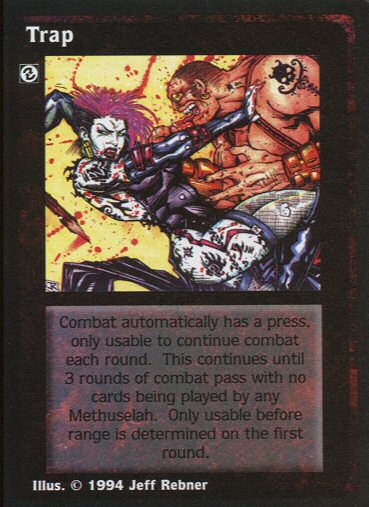 Trap
Combat automatically has a press,
only usable to continue combat
each round. This continues until
3 rounds of combat pass with no
cards being played by any
Methuselah. Only usable before
range is determined on the first
round.
Illus. © 1994 Jeff Rebner